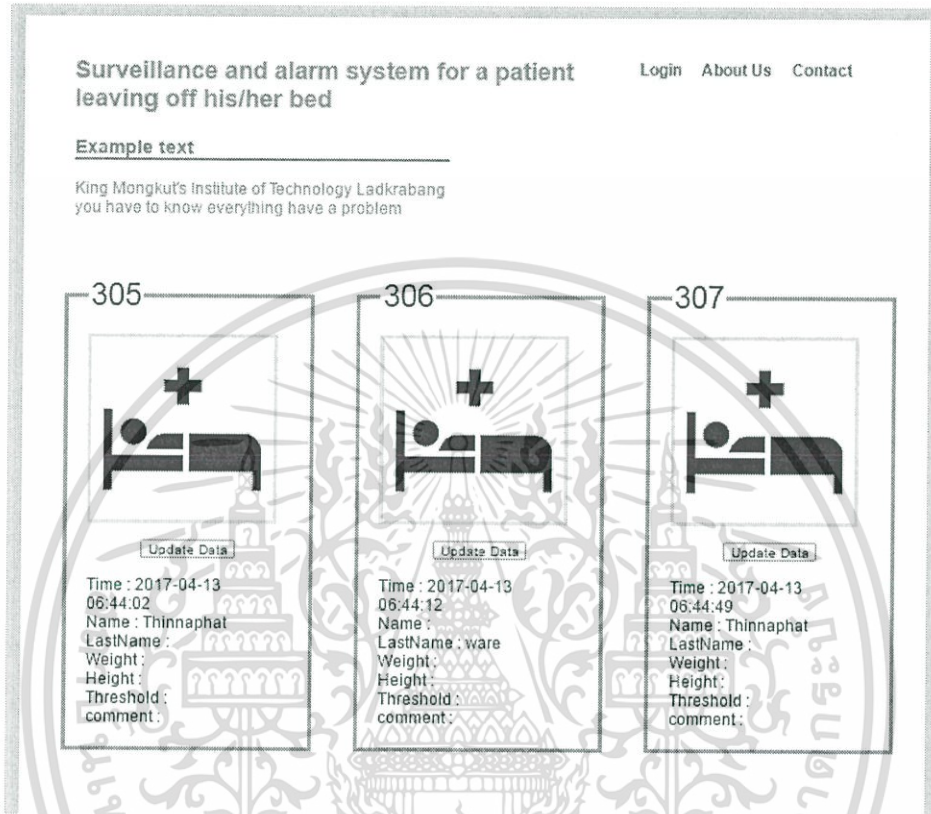 Surveillance and alarm system for a patient
leaving off his/her bed
Login About Us Contact
Example text
King Mongkut's Institute of Technology Ladkrabang
you have to know everything have a problem
305
Update Data
Time : 2017-04-13
06:44:02
Name : Thinnaphat
LastName :
Weight :
Height :
Threshold :
comment :
306
Update Data
Time : 2017-04-13
06:44:12
Name :
LastName : ware
Weight :
Height :
Threshold :
comment :
307
Update Data
Time : 2017-04-13
06:44:49
Name : Thinnaphat
LastName :
Weight :
Height :
Threshold :
comment :